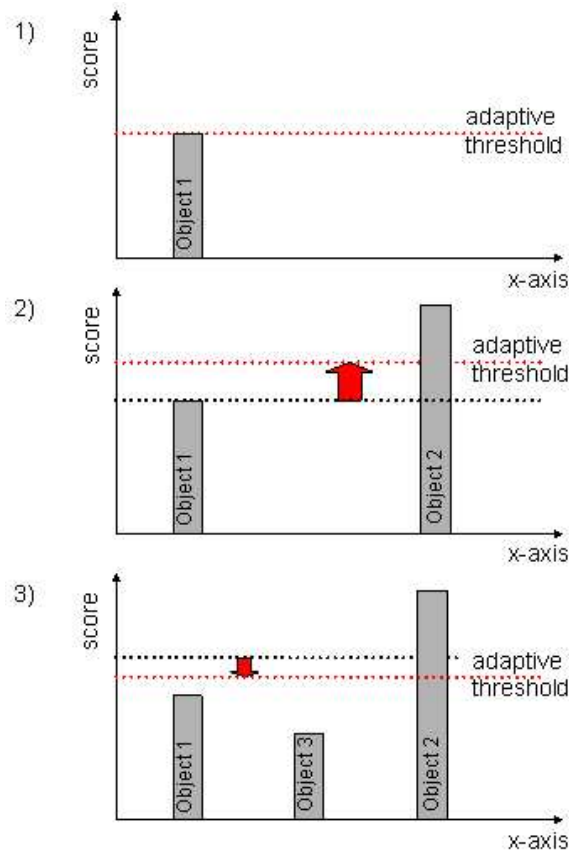 1)
score
adaptive
threshold
Object 1
x-axis
2)
score
adaptive
threshold
Object 1
Object 2
x-axis
3)
score
adaptive
threshold
Object 1
Object 3
Object 2
x-axis